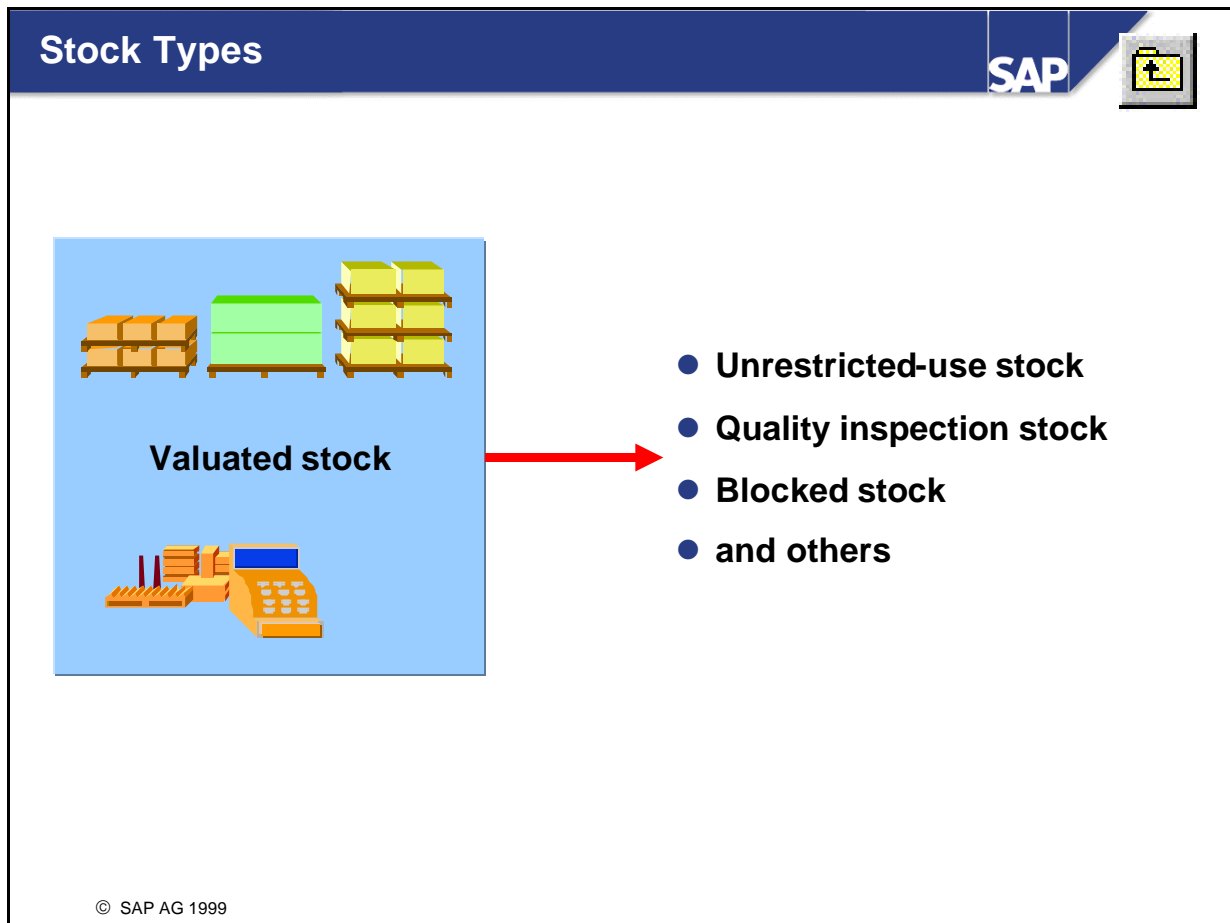 Stock Types
SAP
Valuated stock
Unrestricted-use stock
Quality inspection stock
Blocked stock
and others
© SAP AG 1999